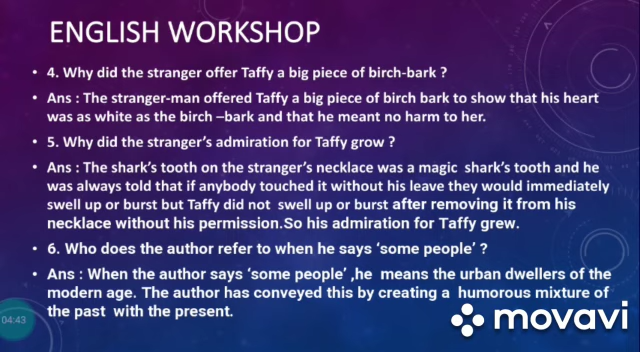 ENGLISH WORKSHOP
• 4. Why did the stranger offer Taffy a big piece of birch-bark ?
• Ans : The stranger-man offered Taffy a big piece of birch bark to show that his heart
was as white as the birch –bark and that he meant no harm to her.
• 5. Why did the stranger's admiration for Taffy grow ?
• Ans : The shark's tooth on the stranger's necklace was a magic shark's tooth and he
was always told that if anybody touched it without his leave they would immediately
swell up or burst but Taffy did not swell up or burst after removing it from his
necklace without his permission.So his admiration for Taffy grew.
• 6. Who does the author refer to when he says 'some people' ?
• Ans : When the author says 'some people' ,he means the urban dwellers of the
modern age. The author has conveyed this by creating a humorous mixture of
the past with the present.
04:43
movavi